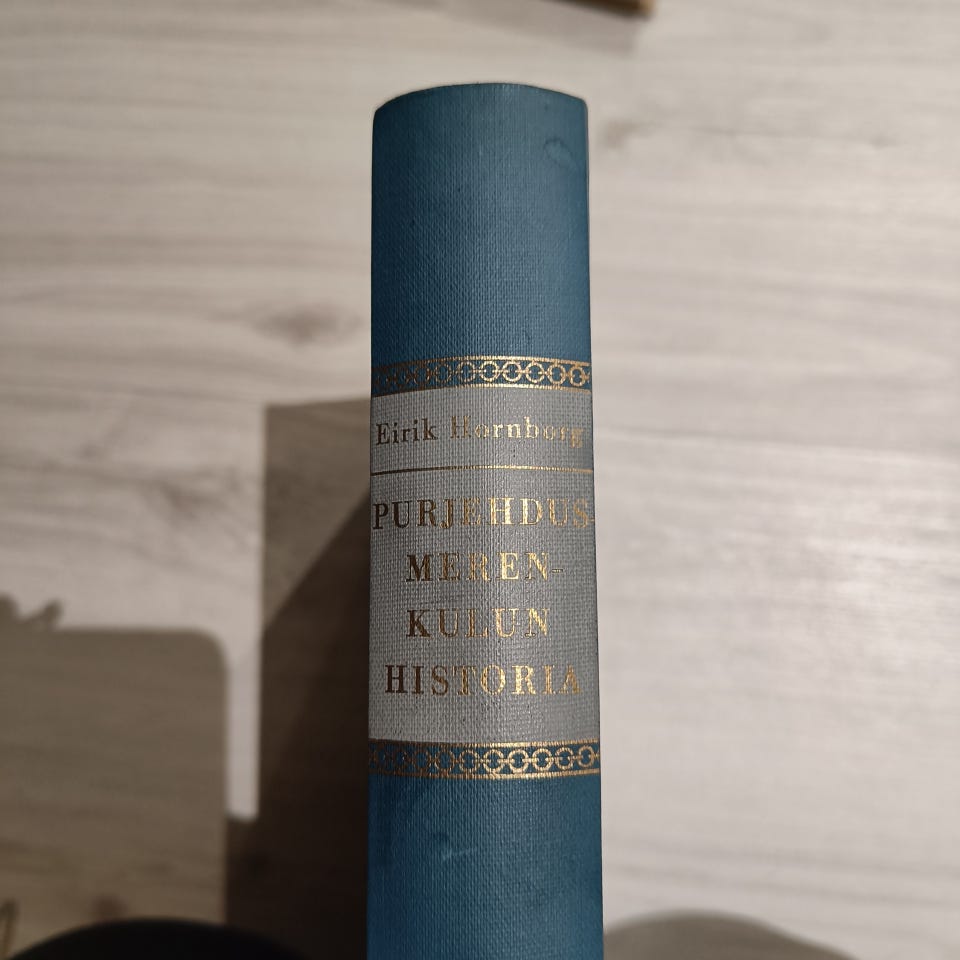 Eirik Hornborg
PURJEHDUS-
MEREN-
KULUN
HISTORIA